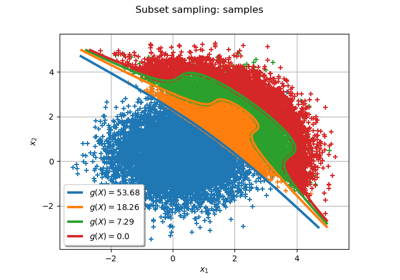 Subset sampling: samples
x₂
4
2
0
−2
g(X) = 53.68
g(X) = 18.26
g(X) = 7.29
g(X) = 0.0
−2 0 2 4
x₁